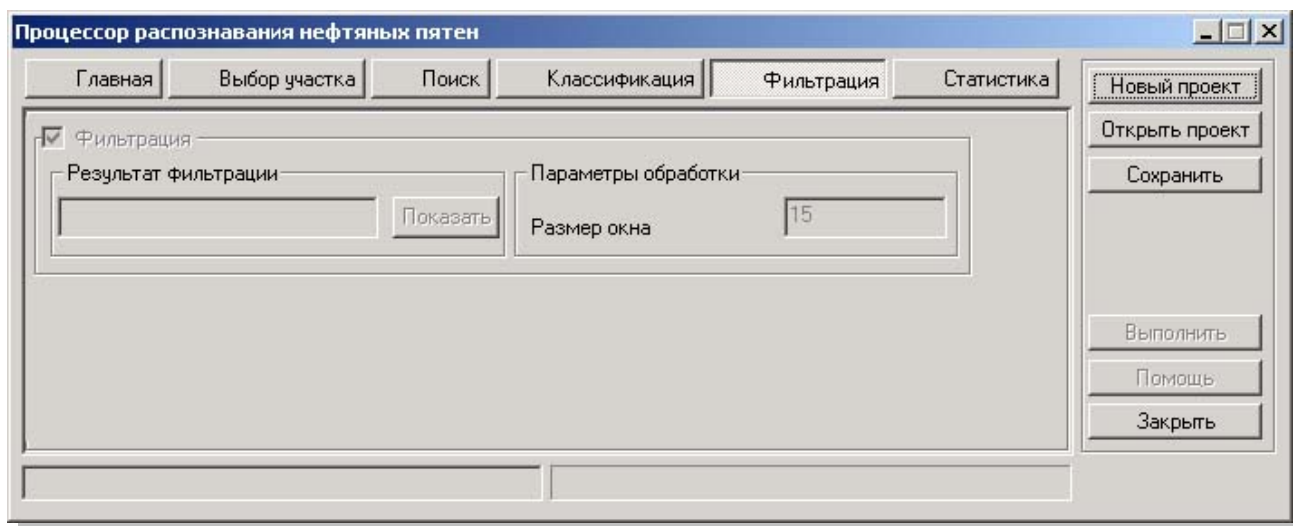 Процессор распознавания нефтяных пятен
Главная Выбор участка Поиск Классификация Фильтрация Статистика
Новый проект
Открыть проект
Сохранить
Фильтрация
Результат фильтрации
Показать
Параметры обработки
Размер окна 15
Выполнить
Помощь
Закрыть